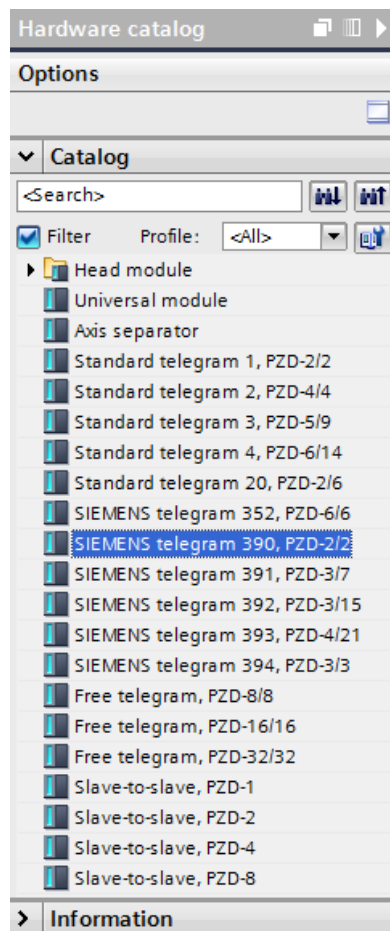 Hardware catalog
Options
Catalog
<Search>
Filter Profile: <All>
Head module
Universal module
Axis separator
Standard telegram 1, PZD-2/2
Standard telegram 2, PZD-4/4
Standard telegram 3, PZD-5/9
Standard telegram 4, PZD-6/14
Standard telegram 20, PZD-2/6
SIEMENS telegram 352, PZD-6/6
SIEMENS telegram 390, PZD-2/2
SIEMENS telegram 391, PZD-3/7
SIEMENS telegram 392, PZD-3/15
SIEMENS telegram 393, PZD-4/21
SIEMENS telegram 394, PZD-3/3
Free telegram, PZD-8/8
Free telegram, PZD-16/16
Free telegram, PZD-32/32
Slave-to-slave, PZD-1
Slave-to-slave, PZD-2
Slave-to-slave, PZD-4
Slave-to-slave, PZD-8
Information